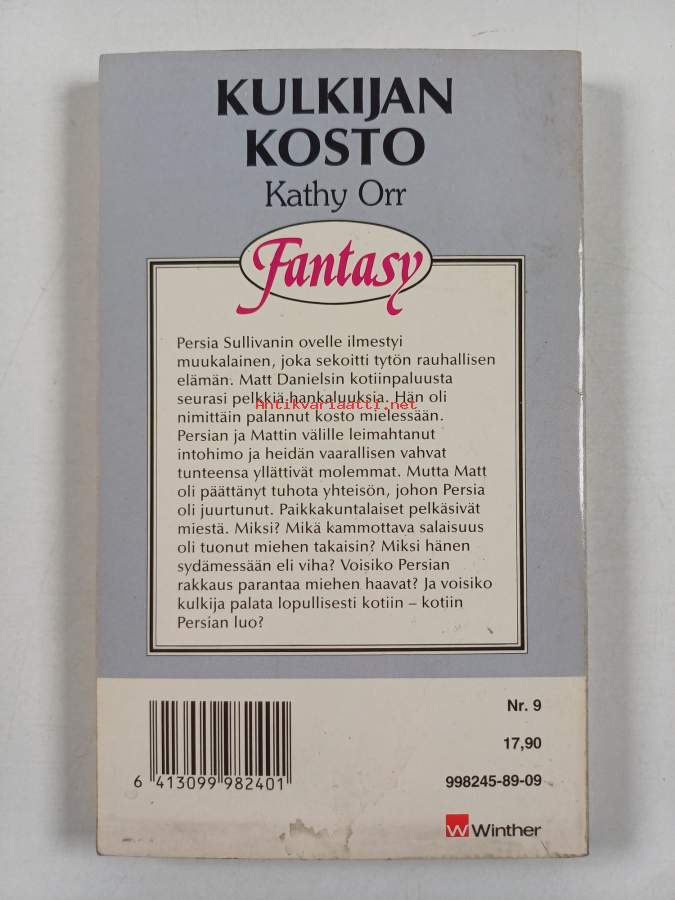 KULKIJAN
KOSTO
Kathy Orr
Fantasy
Persia Sullivanin ovelle ilmestyi
muukalainen, joka sekoitti tytön rauhallisen
elämän. Matt Danielsin kotiinpaluusta
seurasi pelkkiä hankaluuksia. Hän oli
Antikvariaatti.net
nimittäin palannut kosto mielessään.
Persian ja Mattin välille leimahtanut
intohimo ja heidän vaarallisen vahvat
tunteensa yllättivät molemmat. Mutta Matt
oli päättänyt tuhota yhteisön, johon Persia
oli juurtunut. Paikkakuntalaiset pelkäsivät
miestä. Miksi? Mikä kammottava salaisuus
oli tuonut miehen takaisin? Miksi hänen
sydämessään eli viha? Voisiko Persian
rakkaus parantaa miehen haavat? Ja voisiko
kulkija palata lopullisesti kotiin – kotiin
Persian luo?
Nr. 9
17,90
6 413099 982401
998245-89-09
Winther